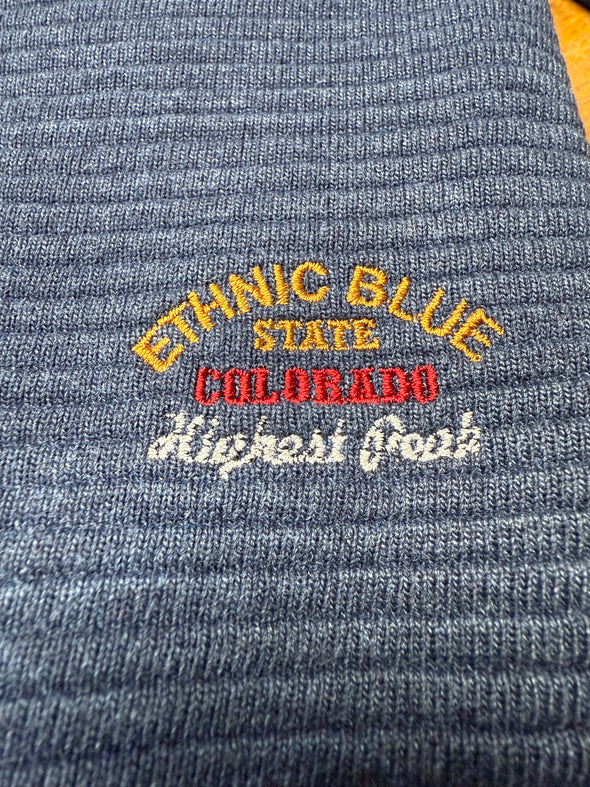 ETHNIC BLUE
STATE
COLORADO
Highest Peak